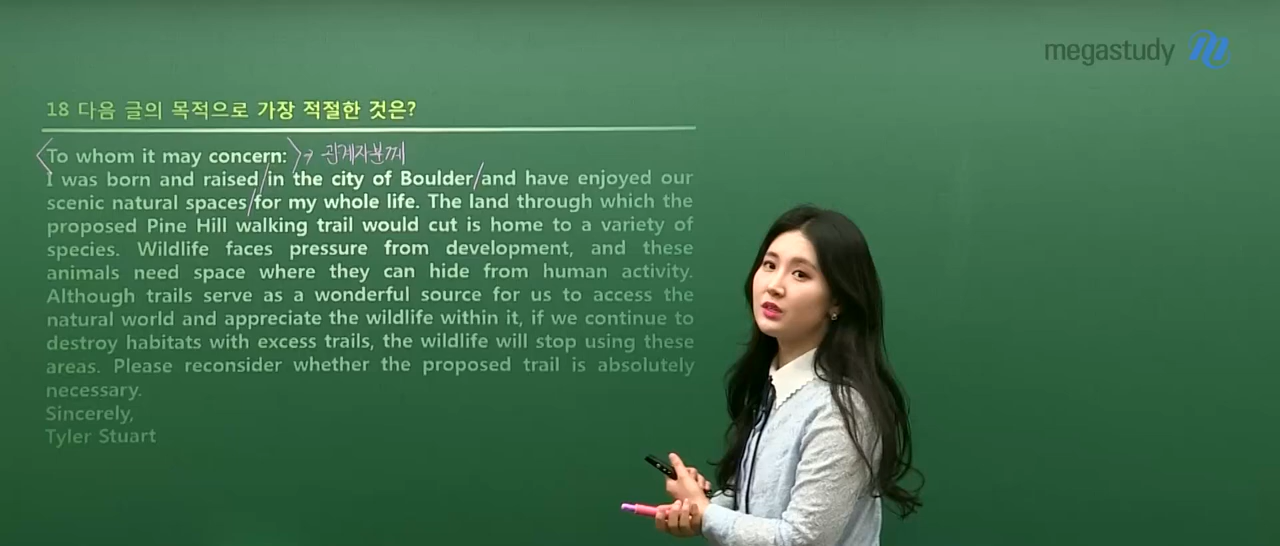 megastudy
18 다음 글의 목적으로 가장 적절한 것은?
To whom it may concern: → 관계자분께
I was born and raised / in the city of Boulder / and have enjoyed our
scenic natural spaces / for my whole life. The land through which the
proposed Pine Hill walking trail would cut is home to a variety of
species. Wildlife faces pressure from development, and these
animals need space where they can hide from human activity.
Although trails serve as a wonderful source for us to access the
natural world and appreciate the wildlife within it, if we continue to
destroy habitats with excess trails, the wildlife will stop using these
areas. Please reconsider whether the proposed trail is absolutely
necessary.
Sincerely,
Tyler Stuart